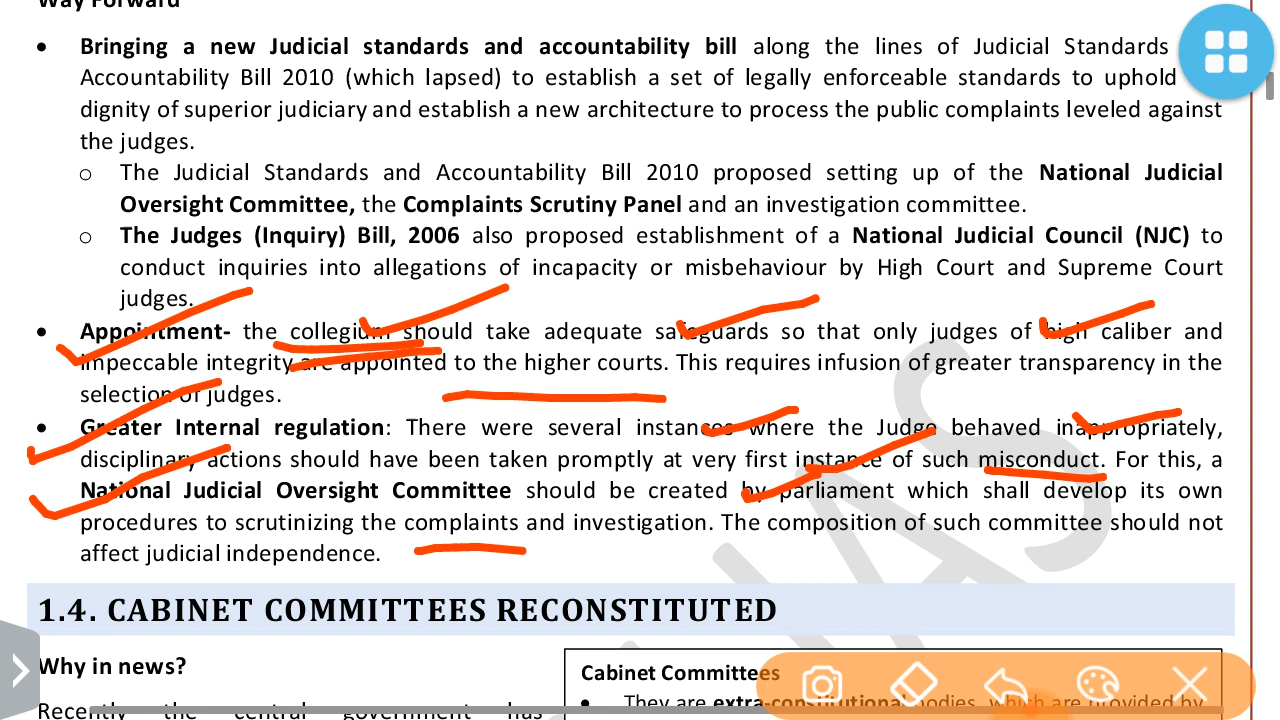 Way Forward
• Bringing a new Judicial standards and accountability bill along the lines of Judicial Standards
Accountability Bill 2010 (which lapsed) to establish a set of legally enforceable standards to uphold
dignity of superior judiciary and establish a new architecture to process the public complaints leveled against
the judges.
o The Judicial Standards and Accountability Bill 2010 proposed setting up of the National Judicial
Oversight Committee, the Complaints Scrutiny Panel and an investigation committee.
o The Judges (Inquiry) Bill, 2006 also proposed establishment of a National Judicial Council (NJC) to
conduct inquiries into allegations of incapacity or misbehaviour by High Court and Supreme Court
judges.
• Appointment- the collegium should take adequate safeguards so that only judges of high caliber and
impeccable integrity are appointed to the higher courts. This requires infusion of greater transparency in the
selection of judges.
• Greater Internal regulation: There were several instances where the Judge behaved inappropriately,
disciplinary actions should have been taken promptly at very first instance of such misconduct. For this, a
National Judicial Oversight Committee should be created by parliament which shall develop its own
procedures to scrutinizing the complaints and investigation. The composition of such committee should not
affect judicial independence.
1.4. CABINET COMMITTEES RECONSTITUTED
Why in news?
Recently the central government has
Cabinet Committees
• They are extra-constitutional bodies, which are provided by
IAS